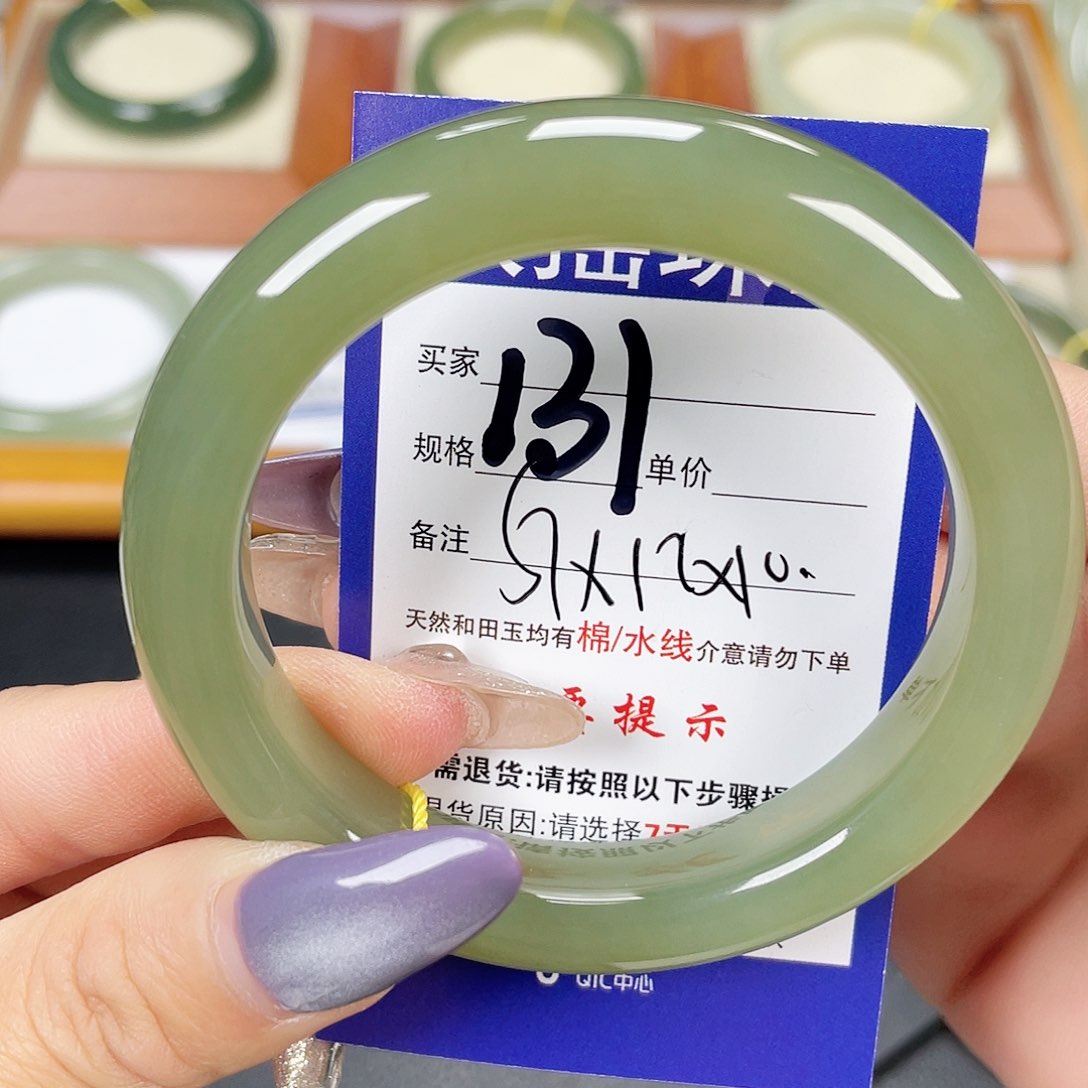 买家 131
规格 单价
备注
天然和田玉均有棉/水线介意请勿下单
提示
需退货:请按照以下步骤
货原因:请选择7天
QIC中心